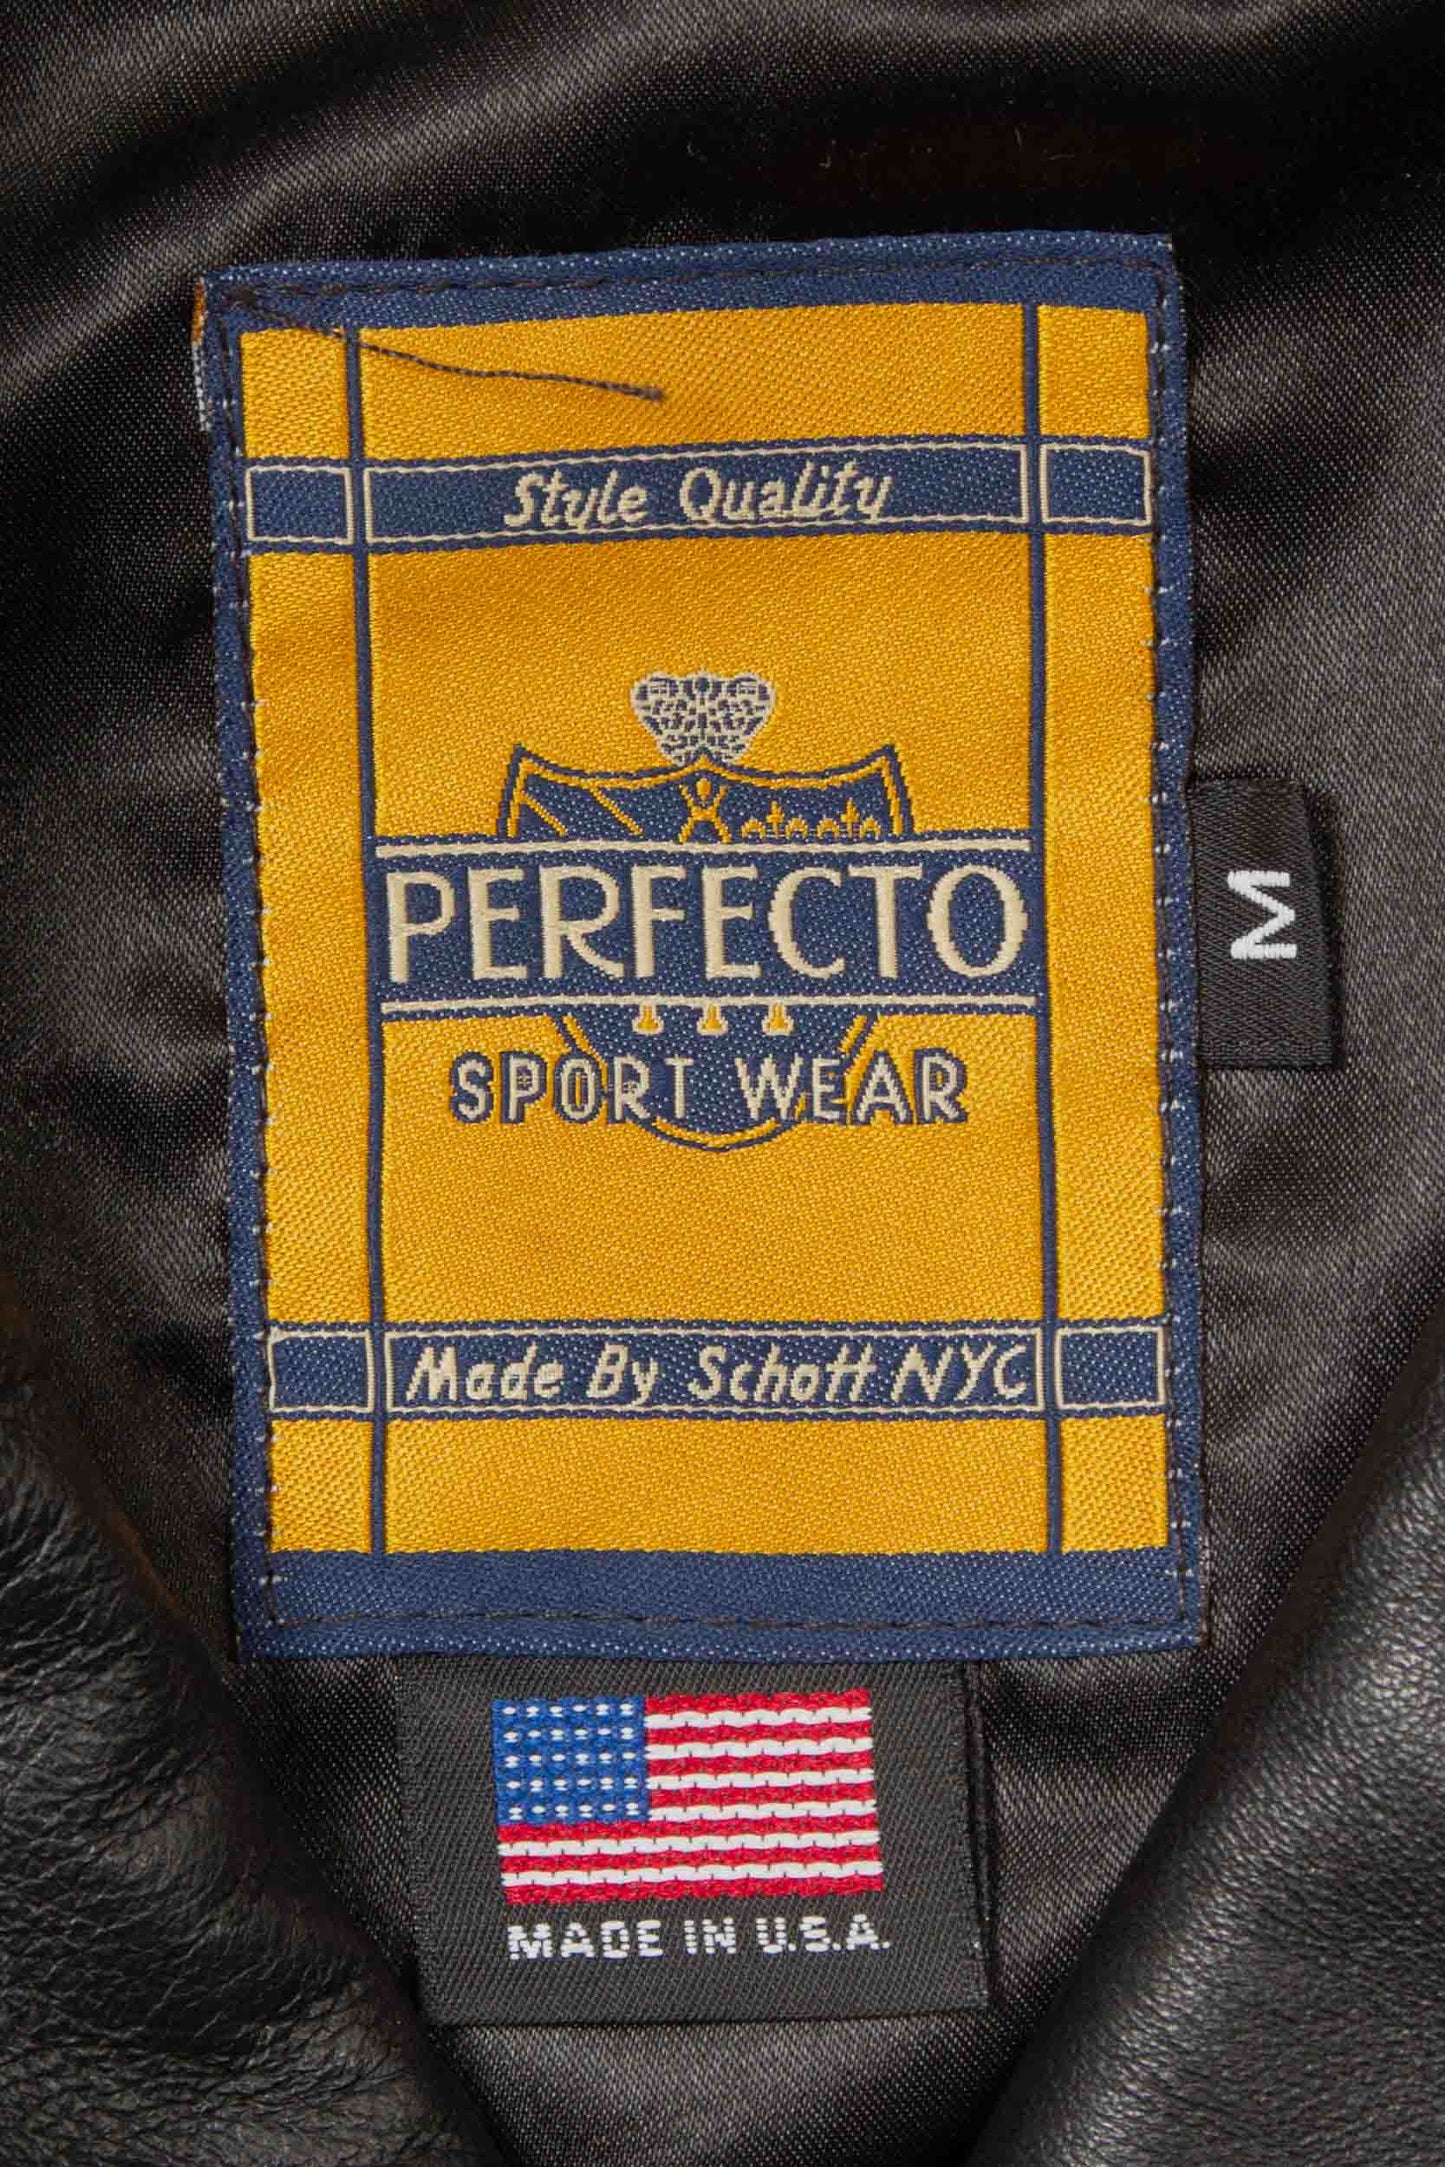 Style Quality
PERFECTO
SPORT WEAR
M
Made By Schott NYC
MADE IN U.S.A.